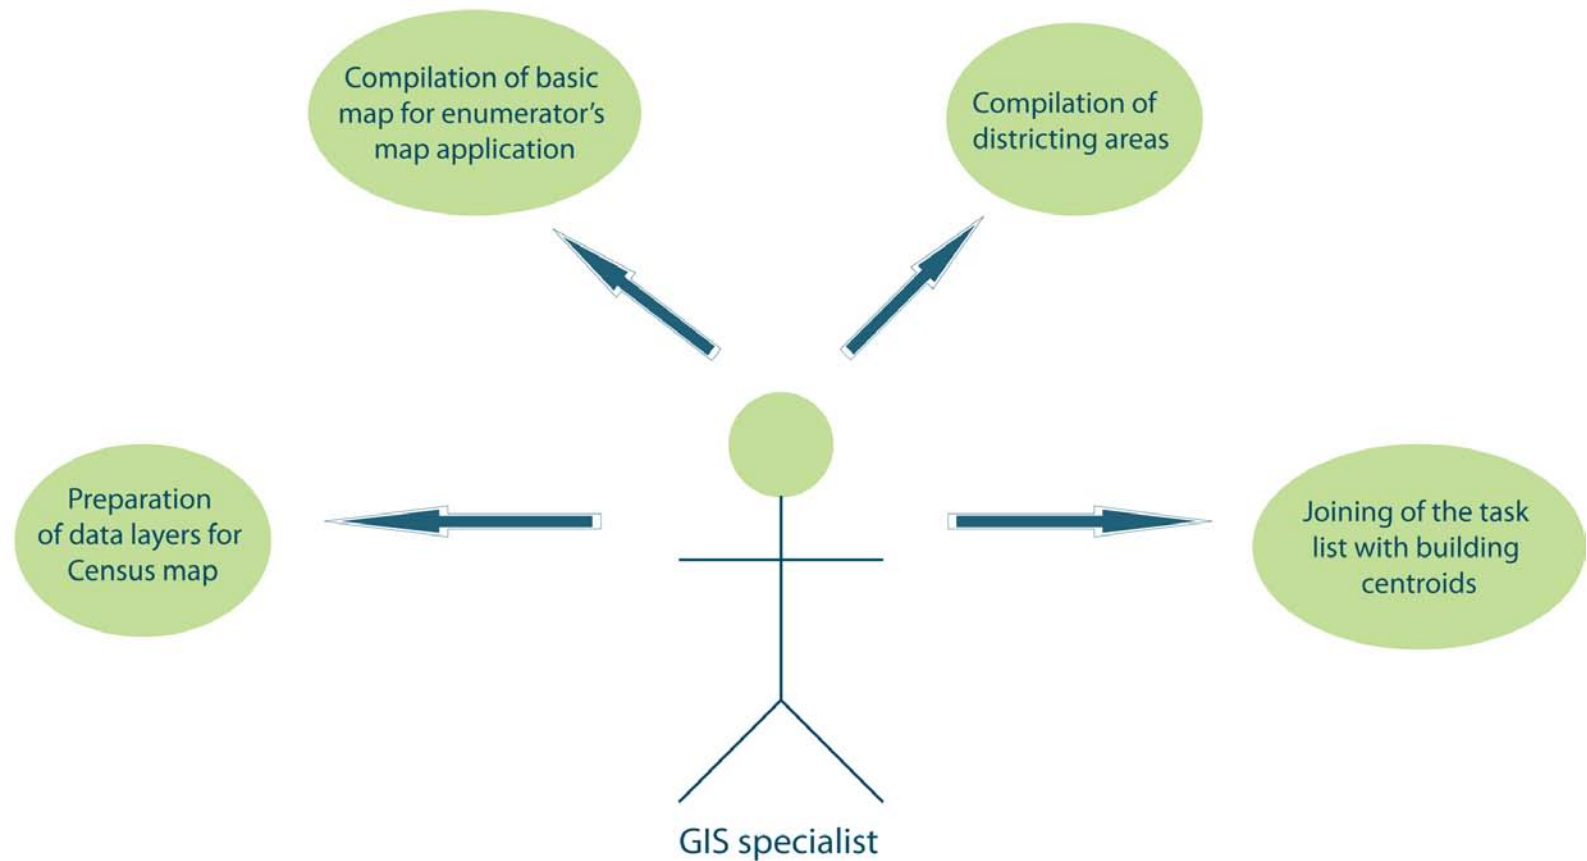 Compilation of basic
map for enumerator's
map application
Compilation of
districting areas
Preparation
of data layers for
Census map
Joining of the task
list with building
centroids
GIS specialist